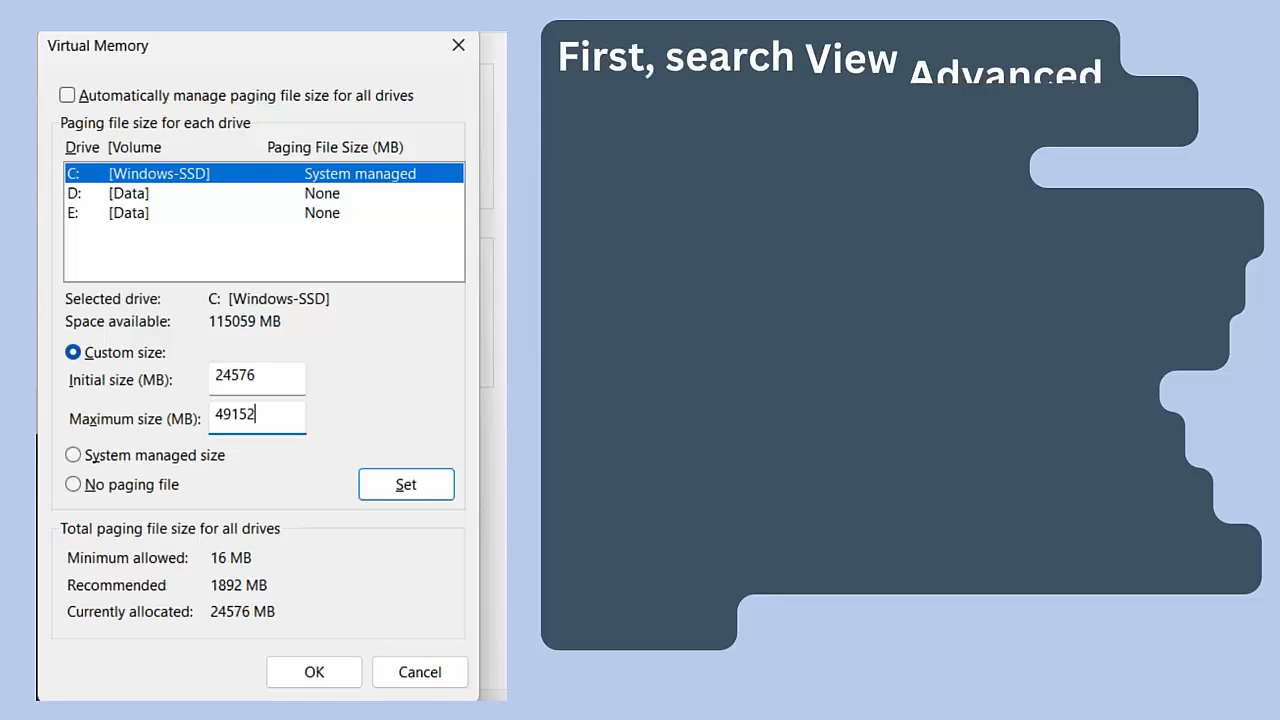 Virtual Memory
Automatically manage paging file size for all drives
Paging file size for each drive
Drive [Volume Paging File Size (MB)
C: [Windows-SSD] System managed
D: [Data] None
E: [Data] None
Selected drive: C: [Windows-SSD]
Space available: 115059 MB
Custom size:
Initial size (MB): 24576
Maximum size (MB): 49152
System managed size
No paging file
Set
Total paging file size for all drives
Minimum allowed: 16 MB
Recommended 1892 MB
Currently allocated: 24576 MB
OK Cancel
First, search View Advanced